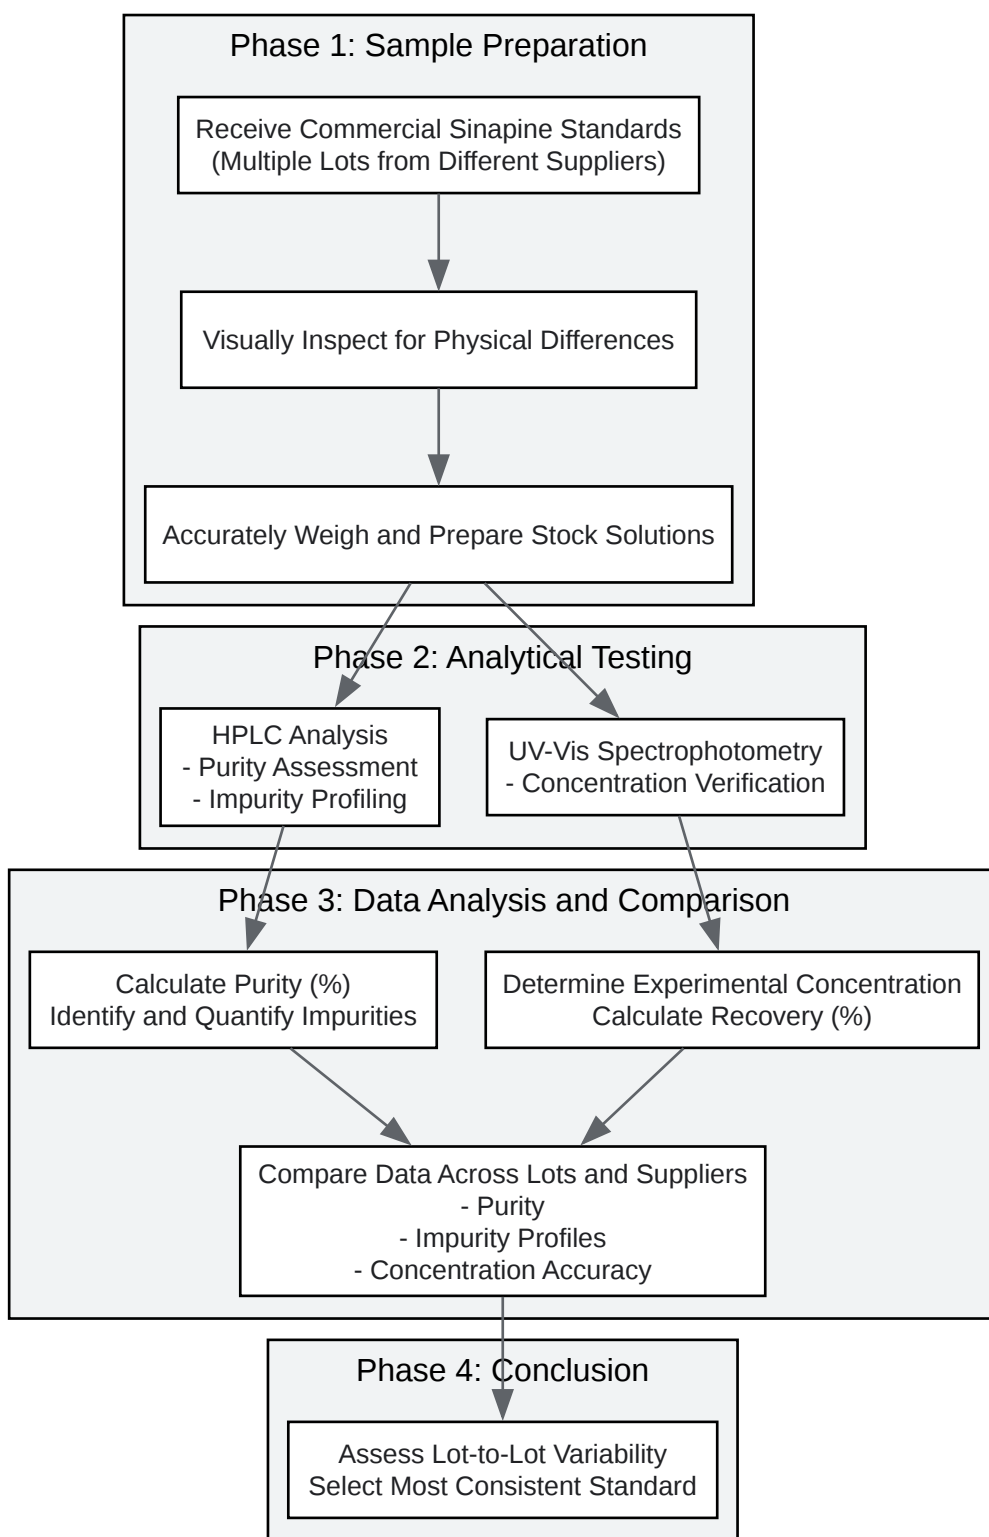 Phase 1: Sample Preparation
Receive Commercial Sinapine Standards
(Multiple Lots from Different Suppliers)
Visually Inspect for Physical Differences
Accurately Weigh and Prepare Stock Solutions
Phase 2: Analytical Testing
HPLC Analysis
- Purity Assessment
- Impurity Profiling
UV-Vis Spectrophotometry
- Concentration Verification
Phase 3: Data Analysis and Comparison
Calculate Purity (%)
Identify and Quantify Impurities
Determine Experimental Concentration
Calculate Recovery (%)
Compare Data Across Lots and Suppliers
- Purity
- Impurity Profiles
- Concentration Accuracy
Phase 4: Conclusion
Assess Lot-to-Lot Variability
Select Most Consistent Standard